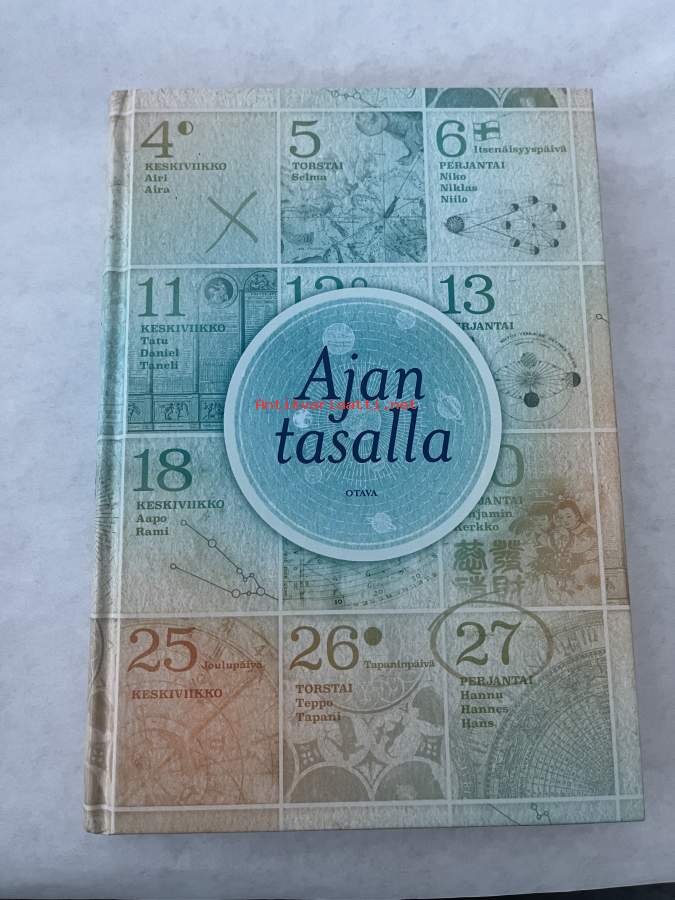 4
KESKIVIIKKO
Airi
Aira
5
TORSTAI
Selma
6
Itsenäisyyspäivä
PERJANTAI
Niko
Niklas
Niilo
11
KESKIVIIKKO
Tatu
Daniel
Taneli
13
Ajan
Antikvariaatti.net
tasalla
OTAVA
18
KESKIVIIKKO
Aapo
Rami
Kerkko
發財
25 Joulupäivä
KESKIVIIKKO
26 Tapaninpäivä
TORSTAI
Teppo
Tapani
27
PERJANTAI
Hannu
Hannes
Hans